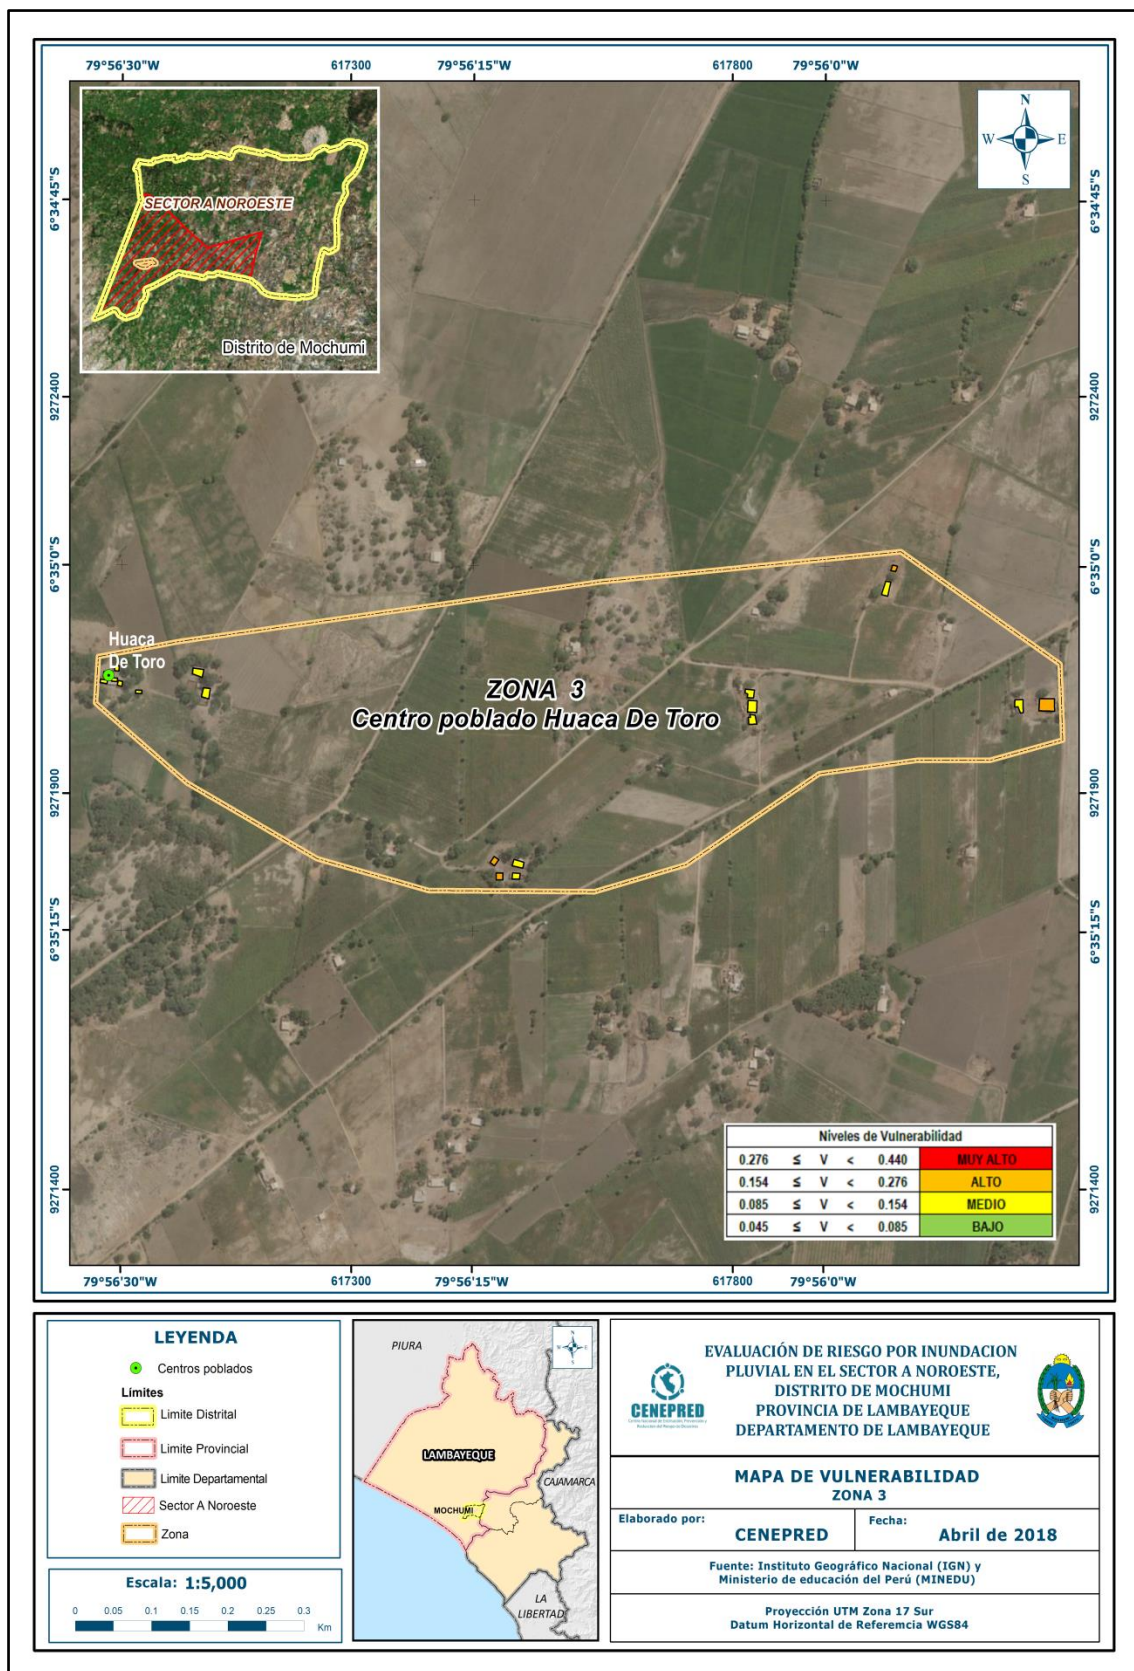 79°56'30"W
617300
79°56'15"W
617800
79°56'0"W
6°34'45"S
9272400
6°35'0"S
9271900
6°35'15"S
9271400
6°34'45"S
9272400
6°35'0"S
9271900
6°35'15"S
9271400
SECTOR A NOROESTE
Distrito de Mochumi
N
W E
S
Huaca
De Toro
ZONA 3
Centro poblado Huaca De Toro
Niveles de Vulnerabilidad
0.276 ≤ V < 0.440 MUY ALTO
0.154 ≤ V < 0.276 ALTO
0.085 ≤ V < 0.154 MEDIO
0.045 ≤ V < 0.085 BAJO
79°56'30"W
617300
79°56'15"W
617800
79°56'0"W
LEYENDA
Centros poblados
Límites
Limite Distrital
Limite Provincial
Limite Departamental
Sector A Noroeste
Zona
Escala: 1:5,000
0 0.05 0.1 0.15 0.2 0.25 0.3
Km
PIURA
LAMBAYEQUE
CAJAMARCA
MOCHUMI
LA
LIBERTAD
CENEPRED
EVALUACIÓN DE RIESGO POR INUNDACION
PLUVIAL EN EL SECTOR A NOROESTE,
DISTRITO DE MOCHUMI
PROVINCIA DE LAMBAYEQUE
DEPARTAMENTO DE LAMBAYEQUE
MAPA DE VULNERABILIDAD
ZONA 3
Elaborado por:
CENEPRED
Fecha:
Abril de 2018
Fuente: Instituto Geográfico Nacional (IGN) y
Ministerio de educación del Perú (MINEDU)
Proyección UTM Zona 17 Sur
Datum Horizontal de Referencia WGS84